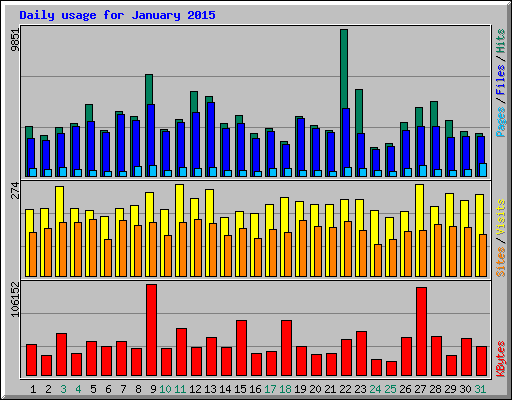 Daily usage for January 2015
9851
Pages / Files / Hits
274
Sites / Visits
106152
KBytes
1 2 3 4 5 6 7 8 9 10 11 12 13 14 15 16 17 18 19 20 21 22 23 24 25 26 27 28 29 30 31